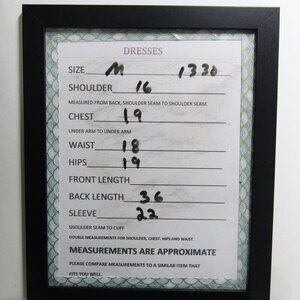 DRESSES
SIZE M 1330
SHOULDER 16
MEASURED FROM BACK, SHOULDER SEAM TO SHOULDER SEAM.
CHEST 19
UNDER ARM TO UNDER ARM
WAIST 18
HIPS 19
FRONT LENGTH
BACK LENGTH 36
SLEEVE 22
SHOULDER SEAM TO CUFF
DOUBLE MEASUREMENTS FOR SHOULDER, CHEST, HIPS AND WAIST.
MEASUREMENTS ARE APPROXIMATE
PLEASE COMPARE MEASUREMENTS TO A SIMILAR ITEM THAT
FITS YOU WELL.